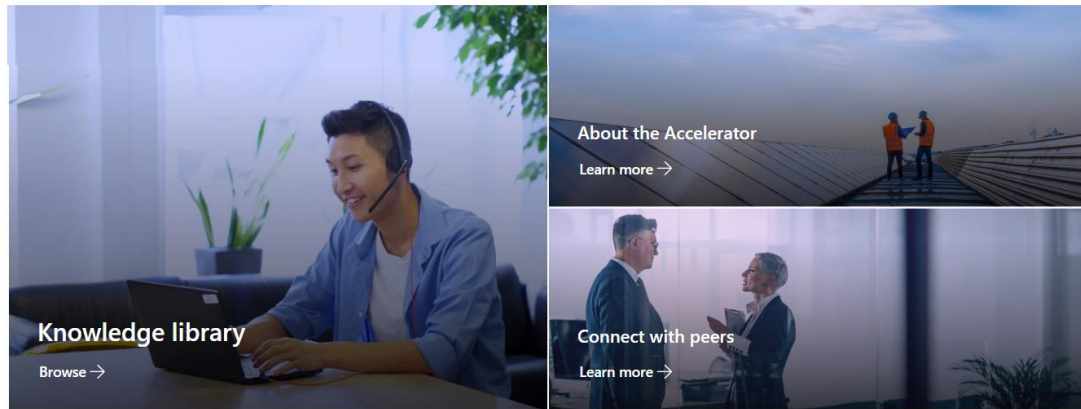 Knowledge library
Browse →
About the Accelerator
Learn more →
Connect with peers
Learn more →